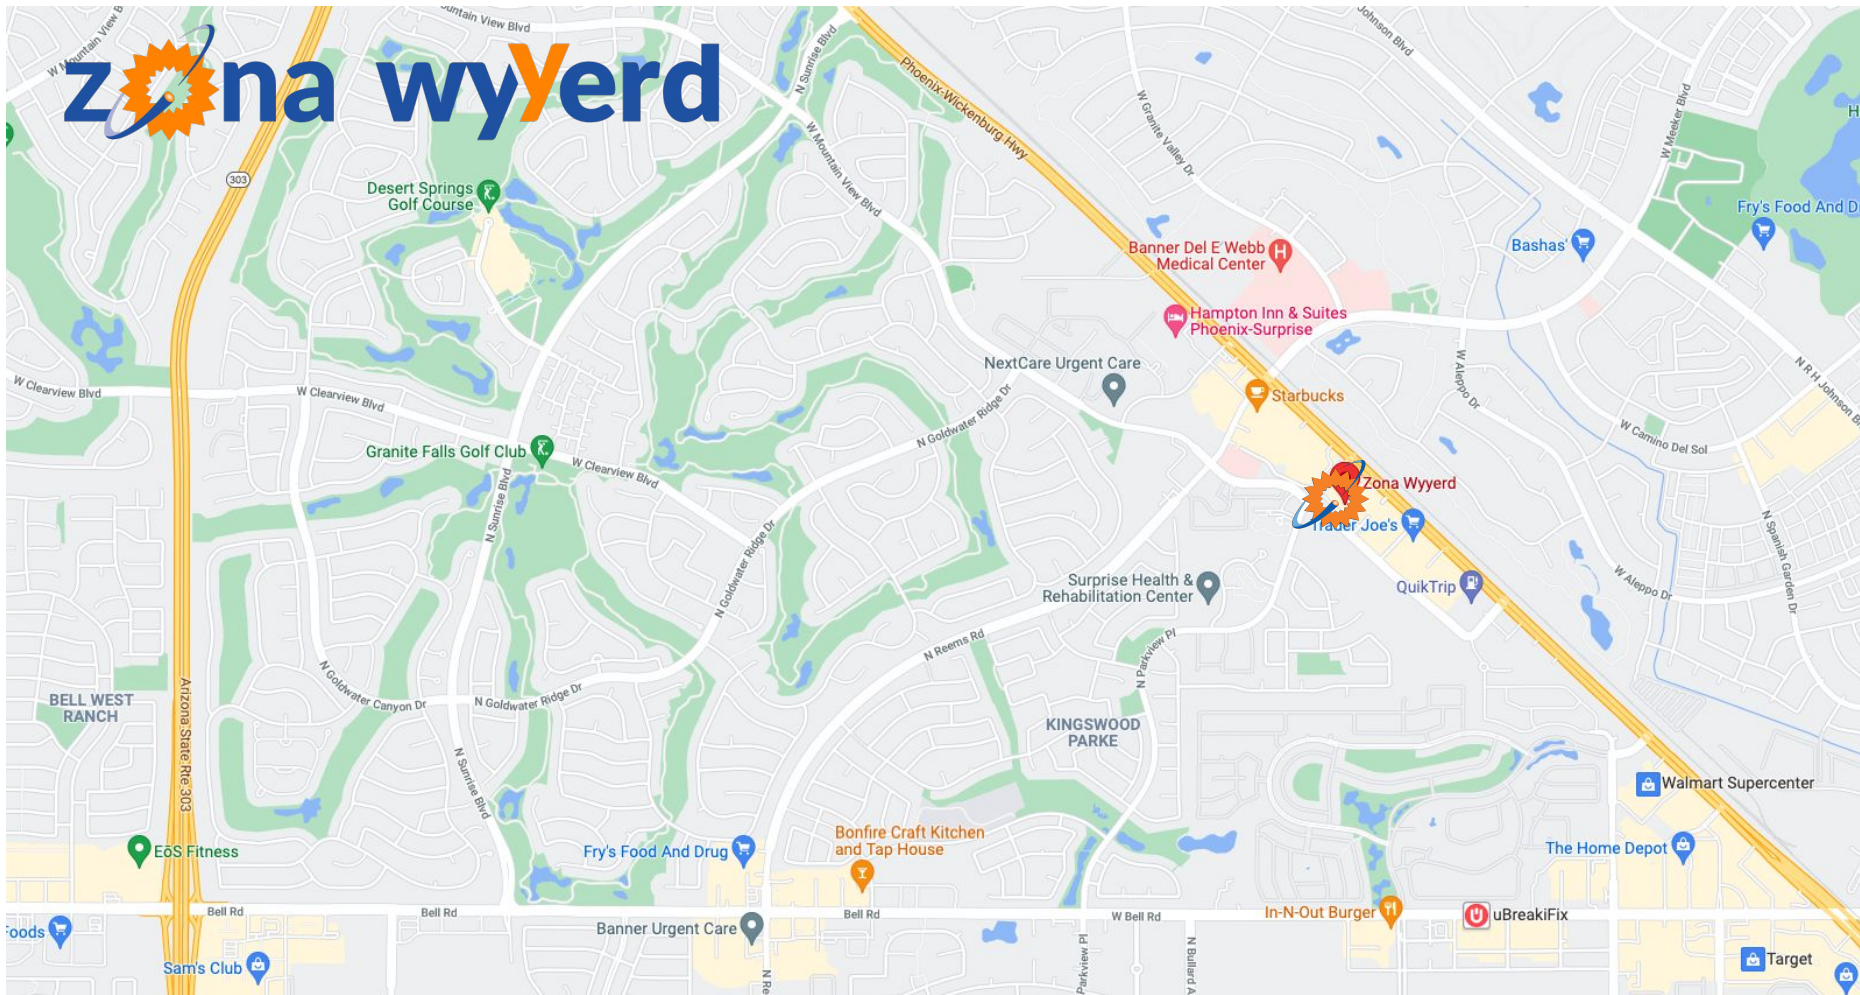 W Mountain View B
ountain View Blvd
N Sunrise Blvd
Johnson Blvd
zona wyyerd
Phoenix-Wickenburg Hwy
W Granite Valley Dr
W Meeker Blvd
H
W Mountain View Blvd
303
Desert Springs
Golf Course
Fry's Food And D
Banner Del E Webb
Medical Center
Bashas'
Hampton Inn & Suites
Phoenix-Surprise
NextCare Urgent Care
W Aleppo Dr
N R H Johnson B
W Clearview Blvd
W Clearview Blvd
Starbucks
N Goldwater Ridge Dr
W Camino Del Sol
Granite Falls Golf Club
W Clearview Blvd
N Sunrise Blvd
Zona Wyyerd
Trader Joe's
N Goldwater Ridge Dr
N Spanish Garden Dr
Surprise Health &
Rehabilitation Center
QuikTrip
W Aleppo Dr
N Reems Rd
N Parkview Pl
BELL WEST
RANCH
N Goldwater Canyon Dr
N Goldwater Ridge Dr
Arizona State Rte 303
KINGSWOOD
PARKE
N Sunrise Blvd
Walmart Supercenter
EōS Fitness
Fry's Food And Drug
Bonfire Craft Kitchen
and Tap House
The Home Depot
Bell Rd
Bell Rd
Bell Rd
W Bell Rd
In-N-Out Burger
uBreakiFix
Foods
Banner Urgent Care
Sam's Club
N Re
Parkview Pl
N Bullard A
Target